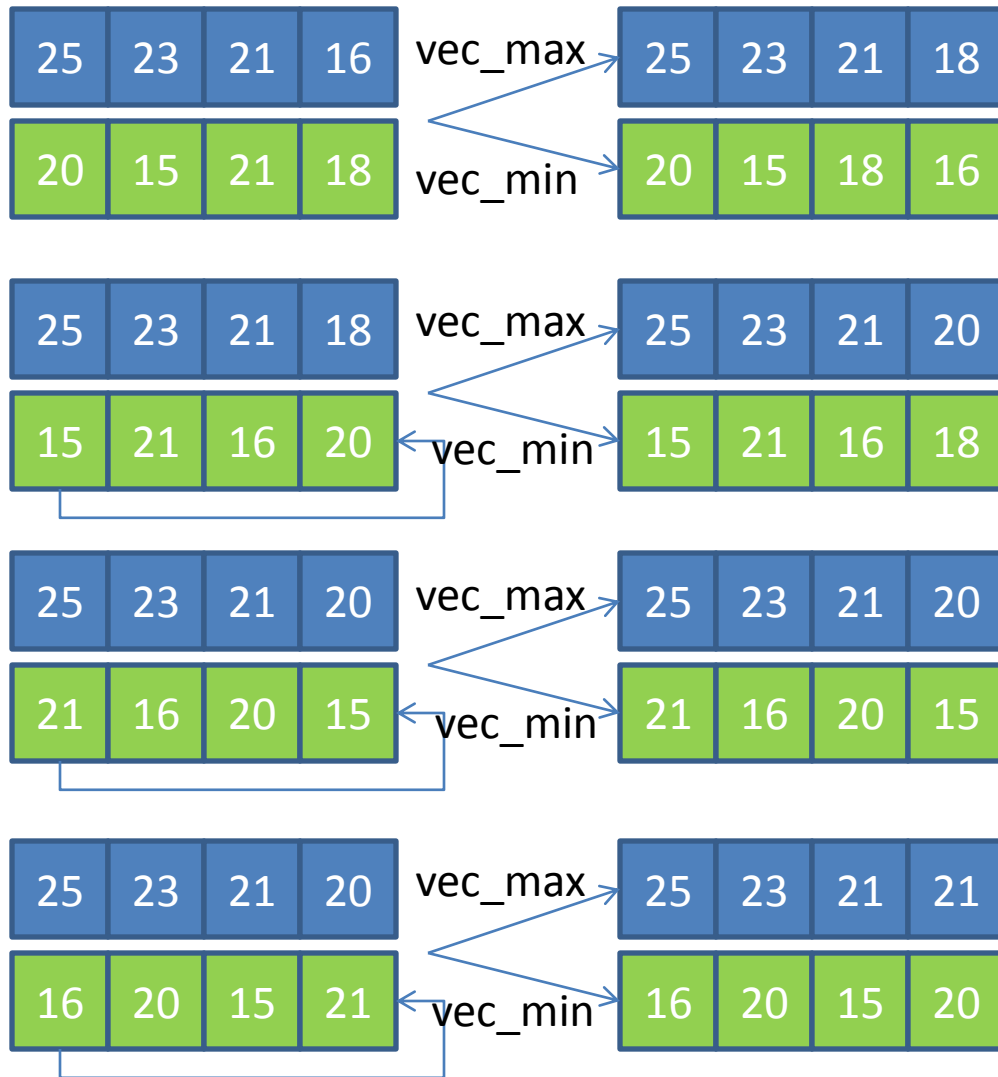 25 23 21 16 vec_max 25 23 21 18
20 15 21 18 vec_min 20 15 18 16
25 23 21 18 vec_max 25 23 21 20
15 21 16 20 vec_min 15 21 16 18
25 23 21 20 vec_max 25 23 21 20
21 16 20 15 vec_min 21 16 20 15
25 23 21 20 vec_max 25 23 21 21
16 20 15 21 vec_min 16 20 15 20